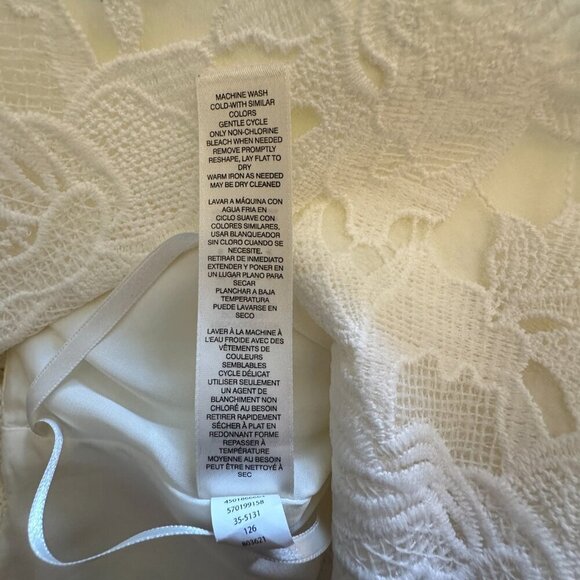 MACHINE WASH
COLD-WITH SIMILAR
COLORS
GENTLE CYCLE
ONLY NON-CHLORINE
BLEACH WHEN NEEDED
REMOVE PROMPTLY
RESHAPE, LAY FLAT TO
DRY
WARM IRON AS NEEDED
MAY BE DRY CLEANED
LAVAR A MÁQUINA CON
AGUA FRIA EN
CICLO SUAVE CON
COLORES SIMILARES,
USAR BLANQUEADOR
SIN CLORO CUANDO SE
NECESITE.
RETIRAR DE INMEDIATO
EXTENDER Y PONER EN
UN LUGAR PLANO PARA
SECAR
PLANCHAR A BAJA
TEMPERATURA
PUEDE LAVARSE EN
SECO
LAVER À LA MACHINE À
L'EAU FROIDE AVEC DES
VÊTEMENTS DE
COULEURS
SEMBLABLES
CYCLE DÉLICAT
UTILISER SEULEMENT
UN AGENT DE
BLANCHIMENT NON
CHLORÉ AU BESOIN
RETIRER RAPIDEMENT
SÉCHER À PLAT EN
REDONNANT FORME
REPASSER À
TEMPÉRATURE
MOYENNE AU BESOIN
PEUT ÊTRE NETTOYÉ À
SEC
570199158
35-5131
126
803621